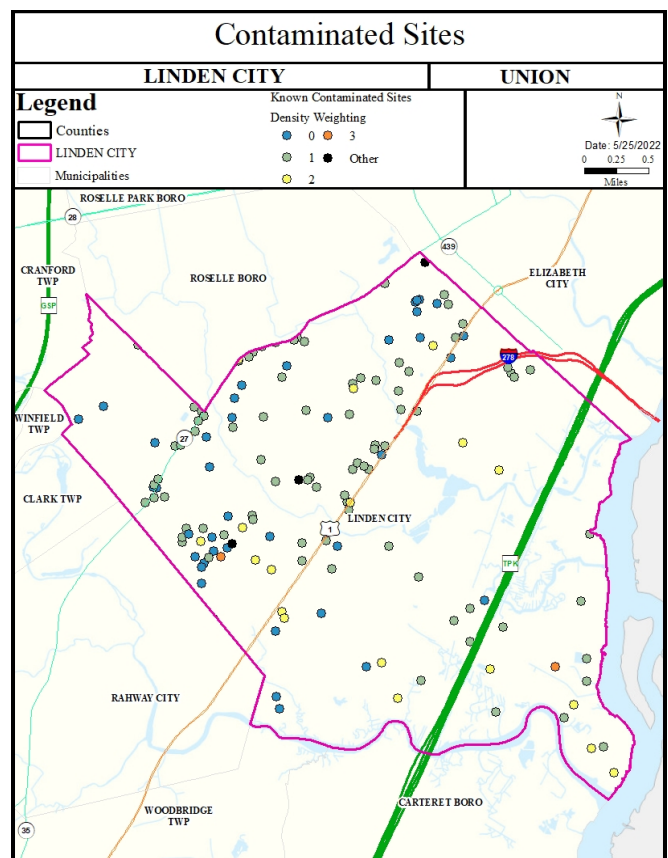 Contaminated Sites
LINDEN CITY
UNION
Legend
Counties
LINDEN CITY
Municipalities
Known Contaminated Sites
Density Weighting
0 3
1 Other
2
N
Date: 5/25/2022
0 0.25 0.5
Miles
ROSELLE PARK BORO
28
439
CRANFORD
TWP
ROSELLE BORO
ELIZABETH
CITY
GSP
278
WINFIELD
TWP
27
CLARK TWP
LINDEN CITY
1
TPK
RAHWAY CITY
WOODBRIDGE
TWP
CARTERET BORO
35